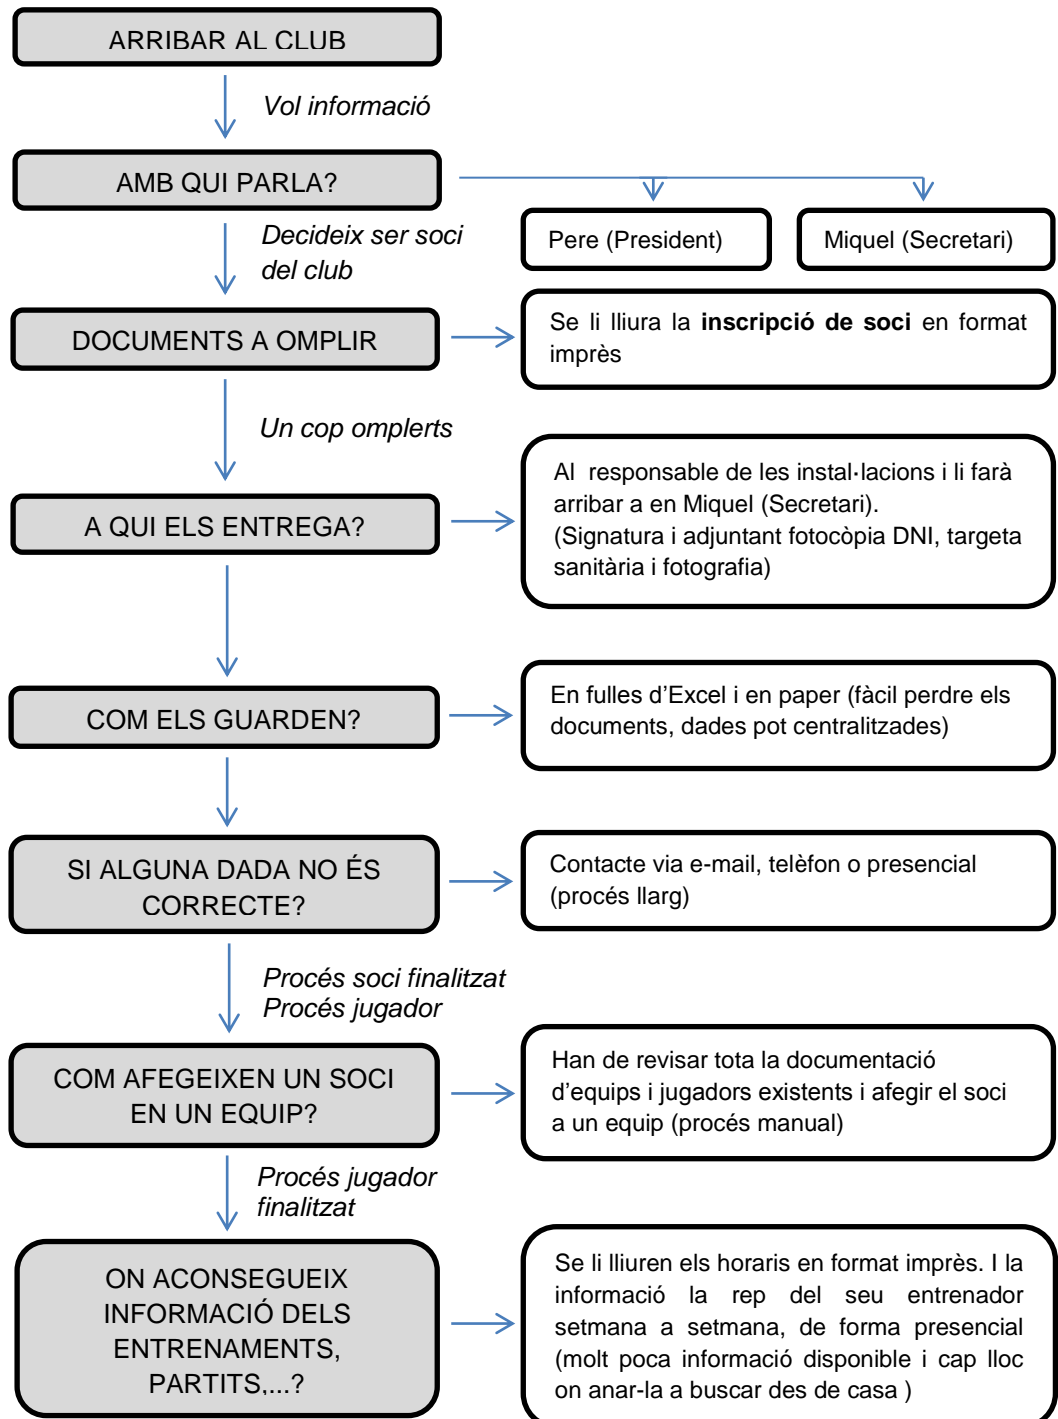 ARRIBAR AL CLUB
Vol informació
AMB QUI PARLA?
Pere (President)
Miquel (Secretari)
Decideix ser soci
del club
DOCUMENTS A OMPLIR
Se li lliura la inscripció de soci en format
imprès
Un cop omplerts
A QUI ELS ENTREGA?
Al responsable de les instal·lacions i li farà
arribar a en Miquel (Secretari).
(Signatura i adjuntant fotocòpia DNI, targeta
sanitària i fotografia)
COM ELS GUARDEN?
En fulles d’Excel i en paper (fàcil perdre els
documents, dades pot centralitzades)
SI ALGUNA DADA NO ÉS
CORRECTE?
Contacte via e-mail, telèfon o presencial
(procés llarg)
Procés soci finalitzat
Procés jugador
COM AFEGEIXEN UN SOCI
EN UN EQUIP?
Han de revisar tota la documentació
d’equips i jugadors existents i afegir el soci
a un equip (procés manual)
Procés jugador
finalitzat
ON ACONSEGUEIX
INFORMACIÓ DELS
ENTRENAMENTS,
PARTITS,...?
Se li lliuren els horaris en format imprès. I la
informació la rep del seu entrenador
setmana a setmana, de forma presencial
(molt poca informació disponible i cap lloc
on anar-la a buscar des de casa )